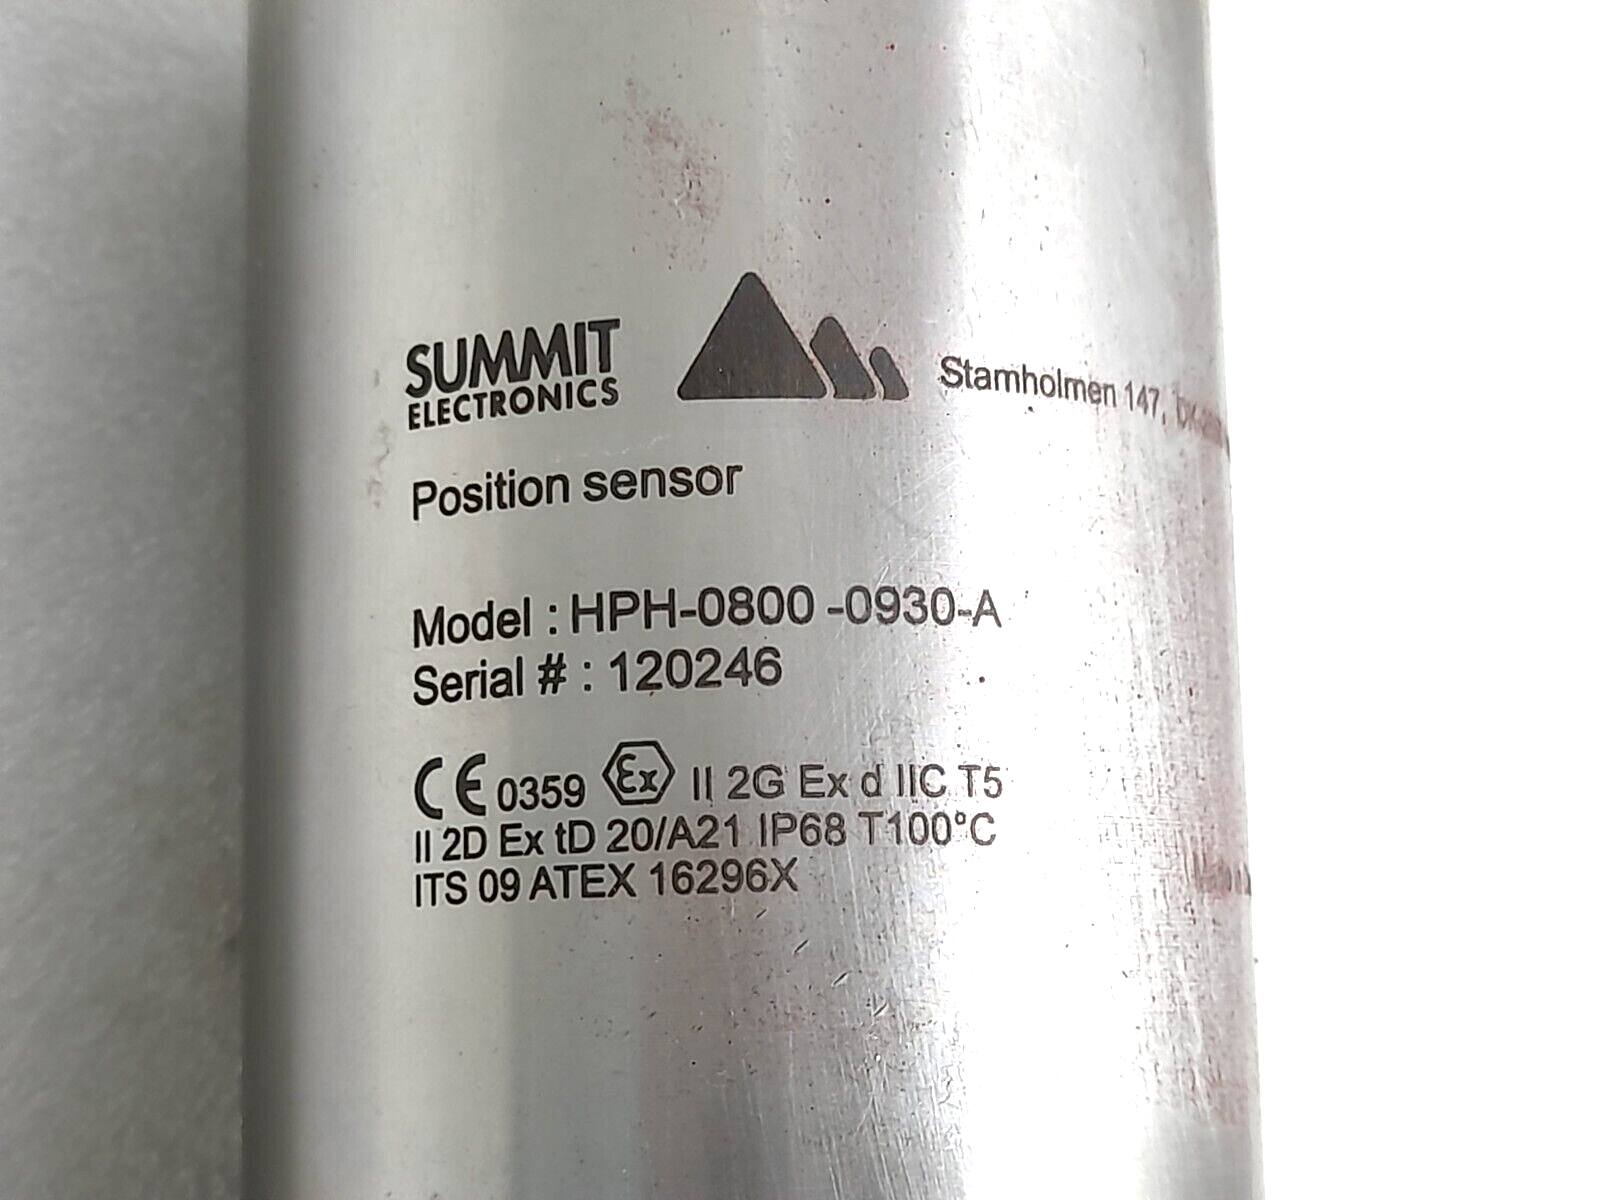 SUMMIT
ELECTRONICS
Stamholmen 147,
Position sensor
Model : HPH-0800 -0930-A
Serial # : 120246
CE 0359 Ex II 2G Ex d IIC T5
II 2D Ex tD 20/A21 IP68 T100°C
ITS 09 ATEX 16296X